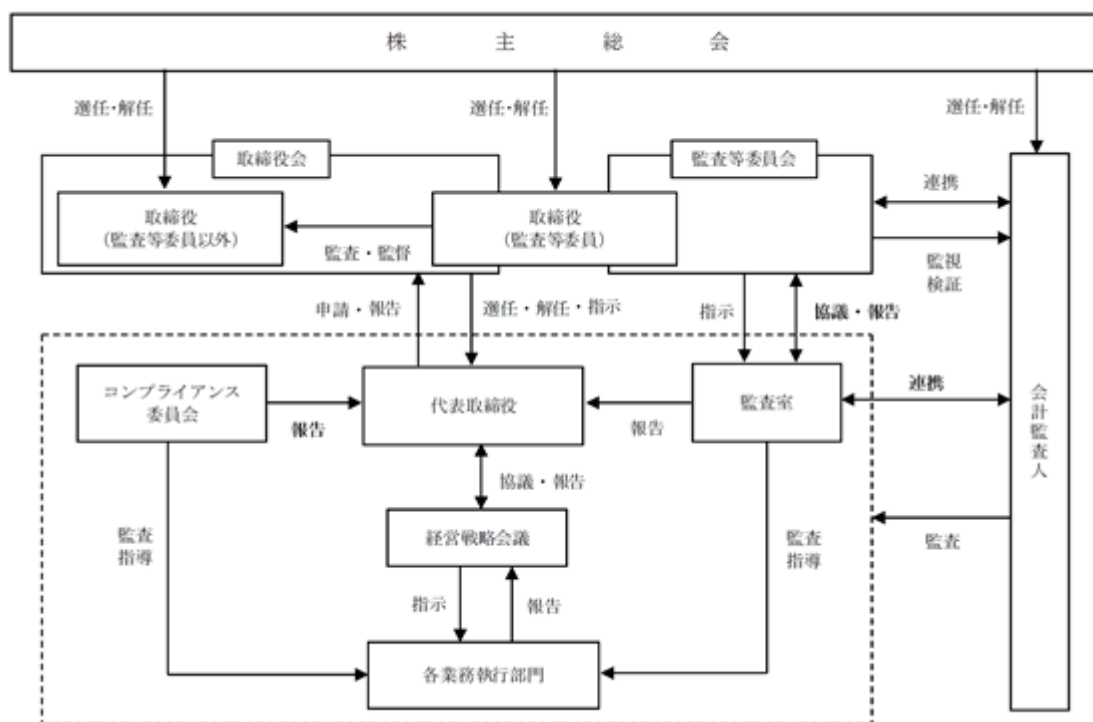 株主総会
選任・解任
選任・解任
選任・解任
取締役会
監査等委員会
取締役
（監査等委員以外）
取締役
（監査等委員）
監査・監督
連携
監視
検証
申請・報告
選任・解任・指示
指示
協議・報告
コンプライアンス
委員会
代表取締役
監査室
報告
報告
連携
会計監査人
協議・報告
経営戦略会議
監査
指導
監査
指導
監査
指示
報告
各業務執行部門